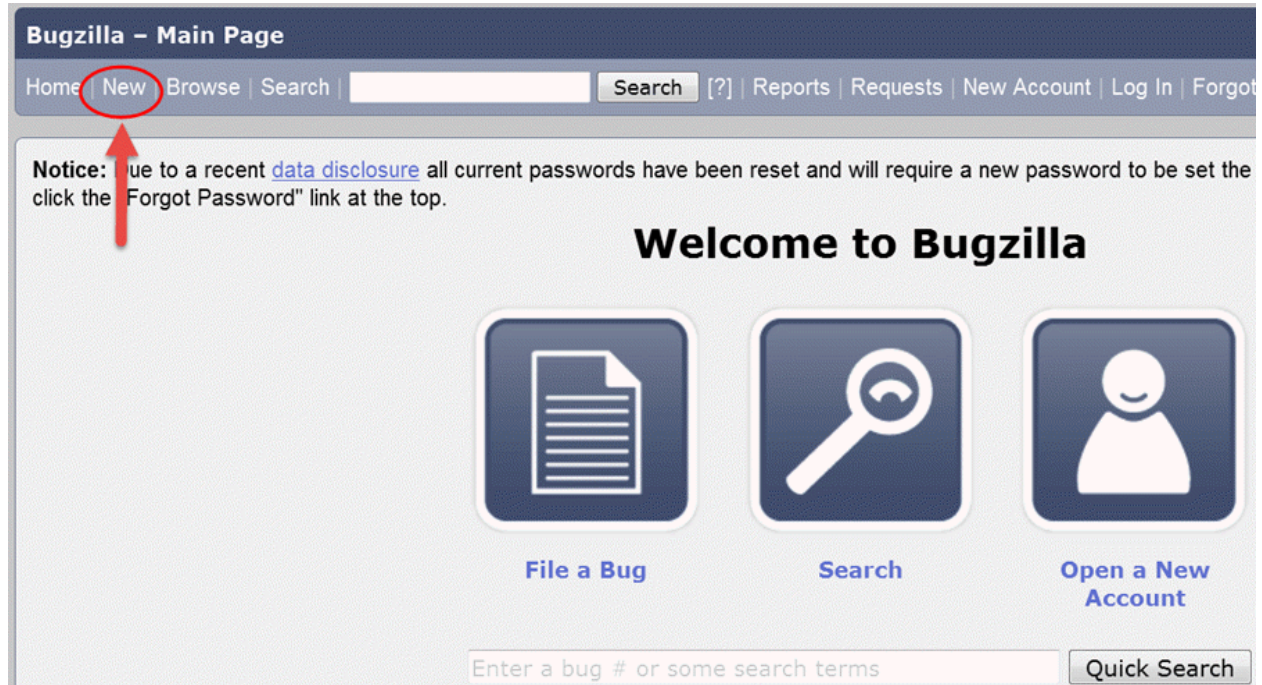 Bugzilla – Main Page
Home | New | Browse | Search | Search [?] | Reports | Requests | New Account | Log In | Forgot
Notice: Due to a recent data disclosure all current passwords have been reset and will require a new password to be set the
click the "Forgot Password" link at the top.
Welcome to Bugzilla
File a Bug
Search
Open a New
Account
Enter a bug # or some search terms
Quick Search